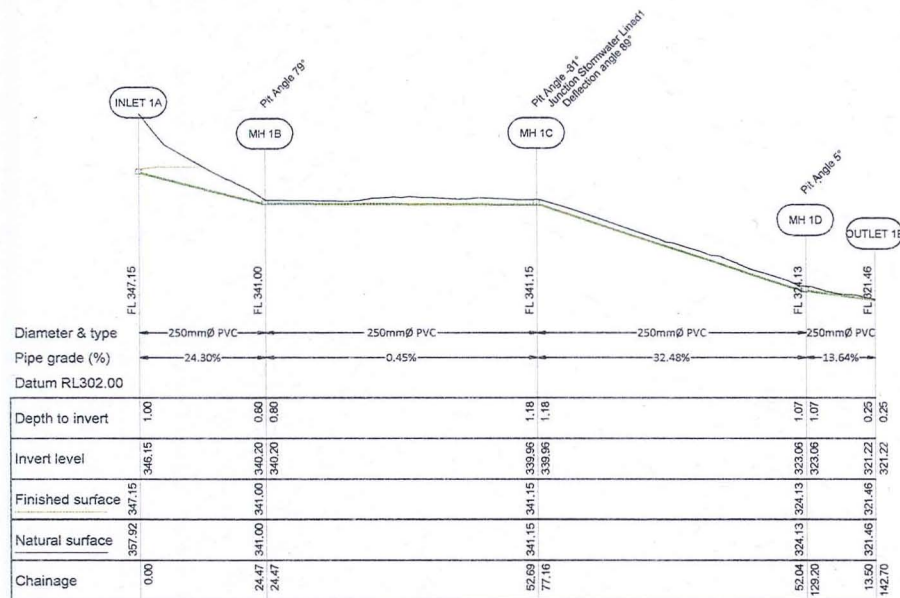 Pit Angle 79°
Pit Angle -81°
Junction Stormwater Lined1
Deflection angle 89°
Pit Angle 5°
INLET 1A
MH 1B
MH 1C
MH 1D
OUTLET 1E
FL 347.15
FL 341.00
FL 341.15
FL 324.13
FL 321.46
Diameter & type 250mmØ PVC 250mmØ PVC 250mmØ PVC 250mmØ PVC
Pipe grade (%) 24.30% 0.45% 32.48% 13.64%
Datum RL302.00
Depth to invert 1.00 0.80 0.80 1.18 1.18 1.07 1.07 0.25 0.25
Invert level 346.15 340.20 340.20 339.96 339.96 323.06 323.06 321.22 321.22
Finished surface 347.15 341.00 341.15 324.13 321.46
Natural surface 357.92 341.00 341.15 324.13 321.46
Chainage 0.00 24.47 24.47 52.69 77.16 52.04 129.20 13.50 142.70